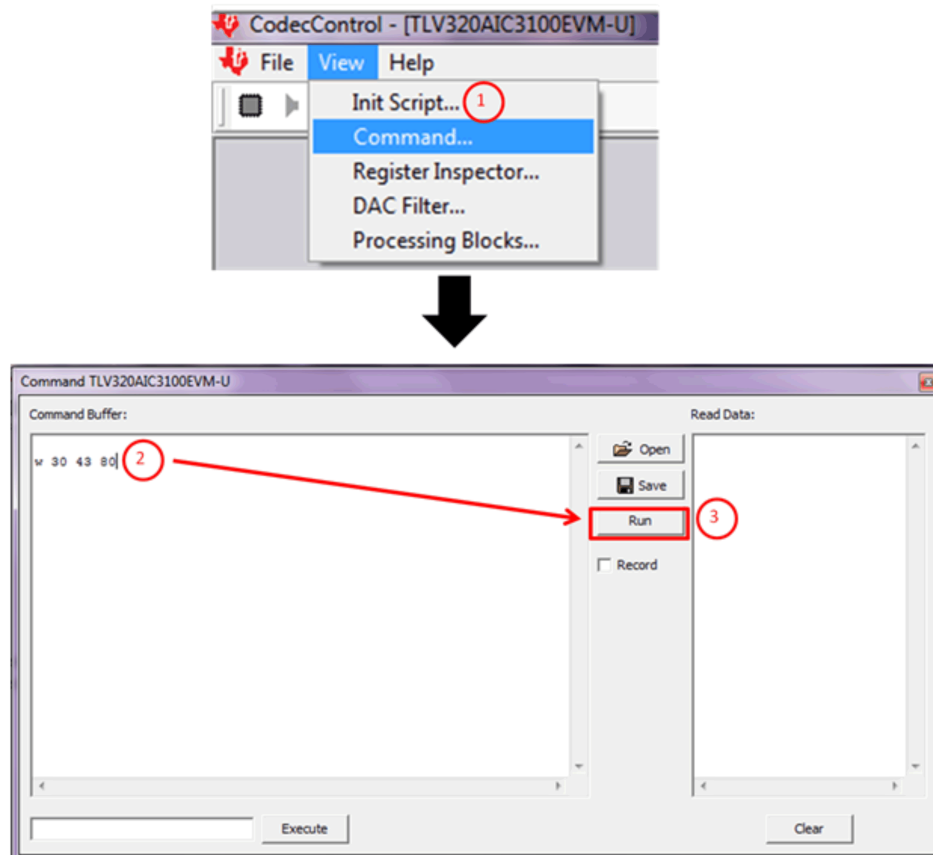 CodecControl - [TLV320AIC3100EVM-U]
File View Help
Init Script... 1
Command...
Register Inspector...
DAC Filter...
Processing Blocks...
Command TLV320AIC3100EVM-U
Command Buffer:
Read Data:
w 30 43 80 2
Open
Save
Run 3
Record
Execute
Clear